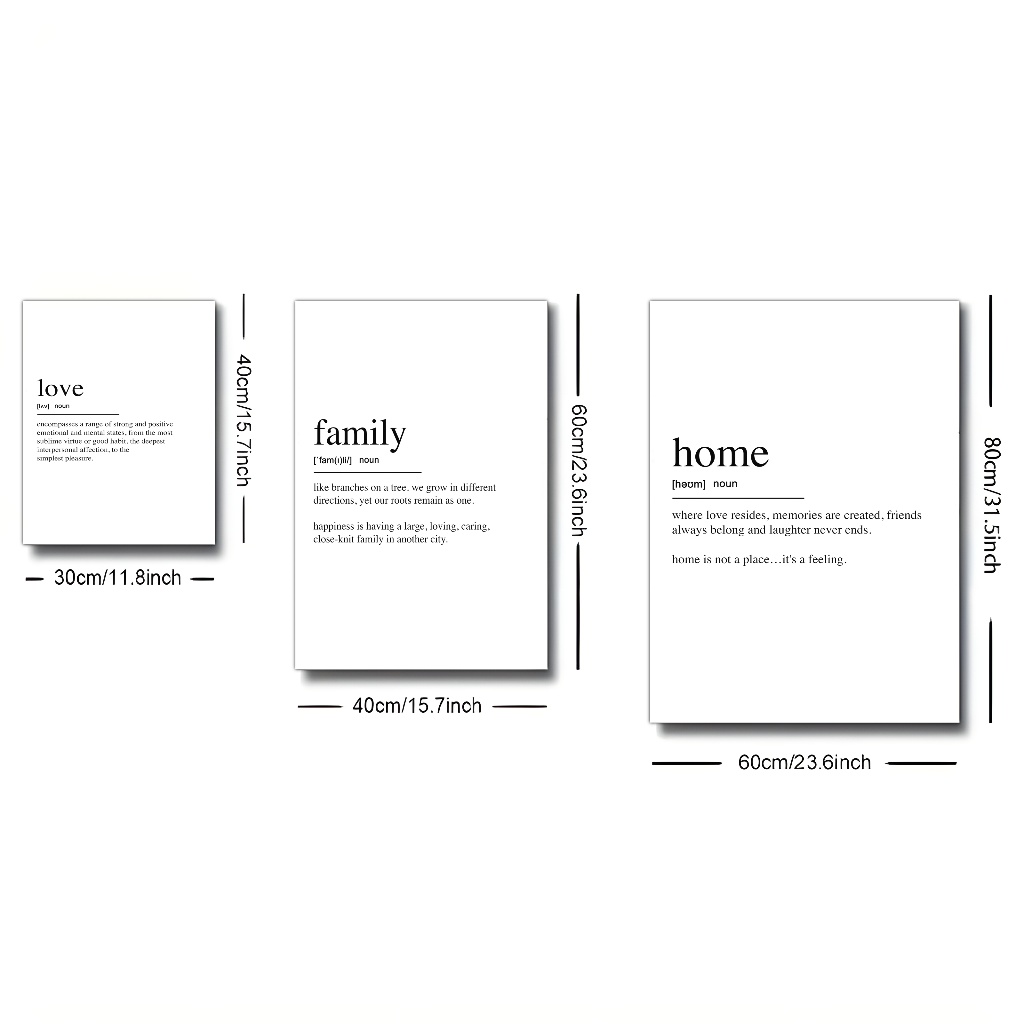 love
[lʌv] noun
encompasses a range of strong and positive
emotional and mental states, from the most
sublime virtue or good habit, the deepest
interpersonal affection, to the
simplest pleasure.
40cm/15.7inch
30cm/11.8inch
family
[ˈfam(ɪ)li/] noun
like branches on a tree, we grow in different
directions, yet our roots remain as one.
happiness is having a large, loving, caring,
close-knit family in another city.
60cm/23.6inch
40cm/15.7inch
home
[həʊm] noun
where love resides, memories are created, friends
always belong and laughter never ends.
home is not a place...it's a feeling.
80cm/31.5inch
60cm/23.6inch